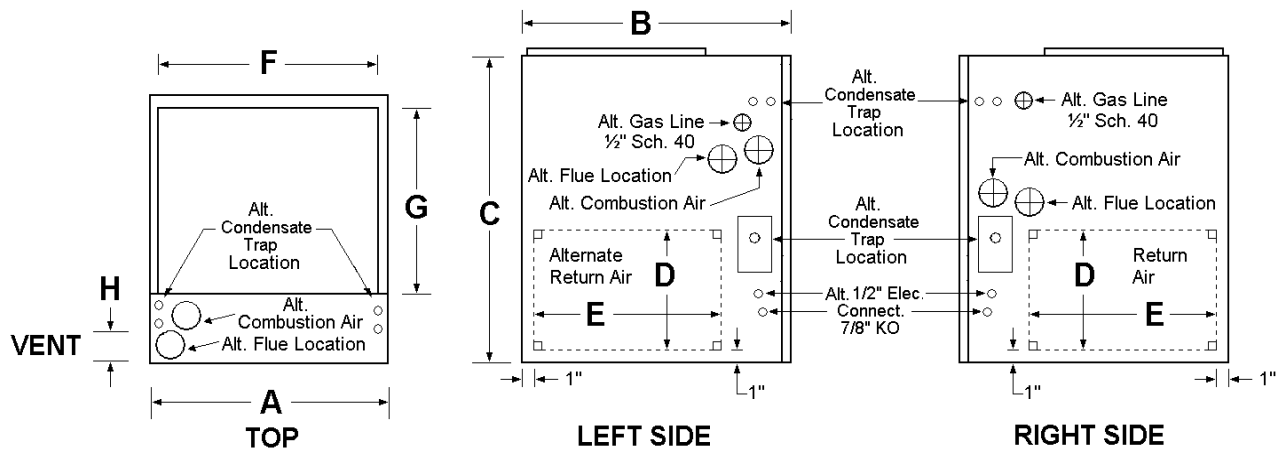 F
G
H
VENT
Alt.
Condensate
Trap
Location
Alt.
Combustion Air
Alt. Flue Location
A
TOP
B
C
Alt. Gas Line
½" Sch. 40
Alt. Flue Location
Alt. Combustion Air
Alternate
Return Air
D
E
1"
1"
LEFT SIDE
Alt.
Condensate
Trap
Location
Alt.
Condensate
Trap
Location
Alt. 1/2" Elec.
Connect.
7/8" KO
Alt. Gas Line
½" Sch. 40
Alt. Combustion Air
Alt. Flue Location
D
Return
Air
E
1"
1"
RIGHT SIDE